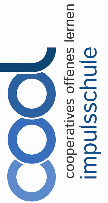 cool
cooperatives offenes lernen
impulsschule